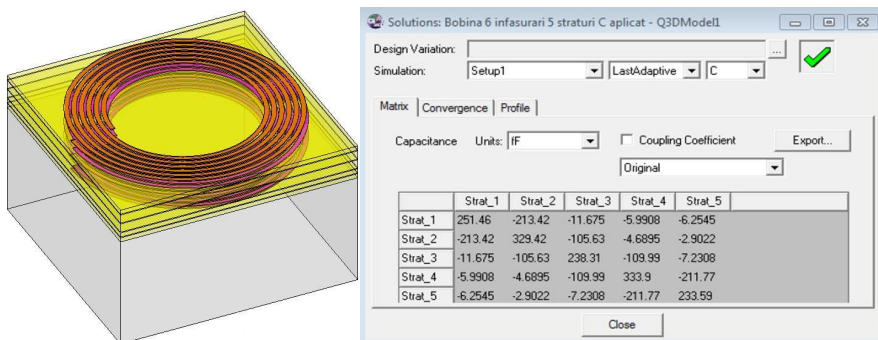 Solutions: Bobina 6 infasurari 5 straturi C aplicat - Q3DModel1
Design Variation:
...
Simulation: Setup1 LastAdaptive C
Matrix Convergence Profile
Capacitance Units: fF Coupling Coefficient Export...
Original
Strat_1 Strat_2 Strat_3 Strat_4 Strat_5
Strat_1 251.46 -213.42 -11.675 -5.9908 -6.2545
Strat_2 -213.42 329.42 -105.63 -4.6895 -2.9022
Strat_3 -11.675 -105.63 238.31 -109.99 -7.2308
Strat_4 -5.9908 -4.6895 -109.99 333.9 -211.77
Strat_5 -6.2545 -2.9022 -7.2308 -211.77 233.59
Close